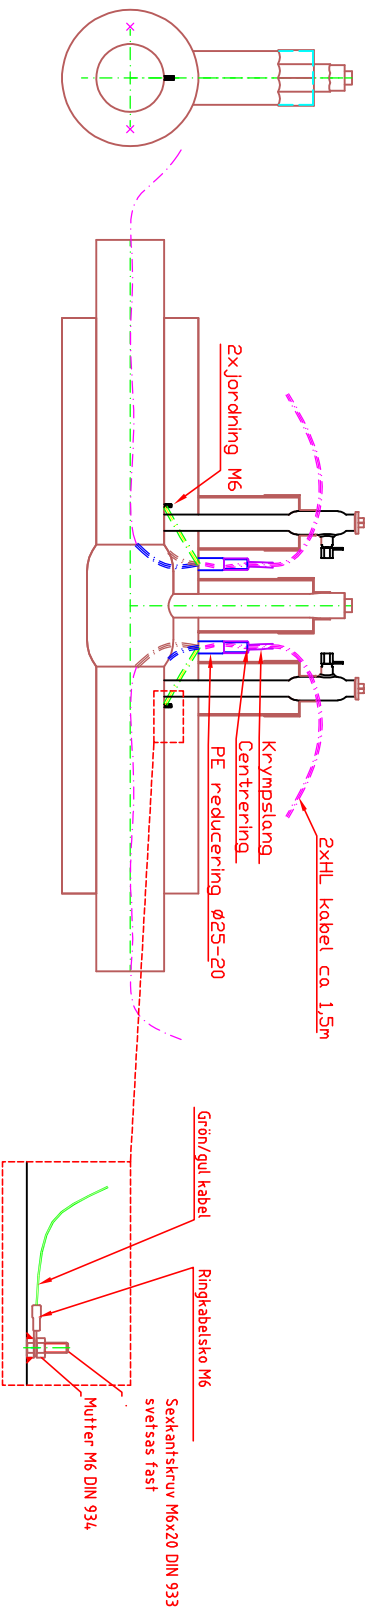 2xjordning M6
2xHL kabel ca 1,5m
Krympslang
Centrering
PE reducering Ø25-20
Grön/gul kabel
Ringkabelsko M6
Sexkantskruv M6x20 DIN 933
svetsas fast
Mutter M6 DIN 934